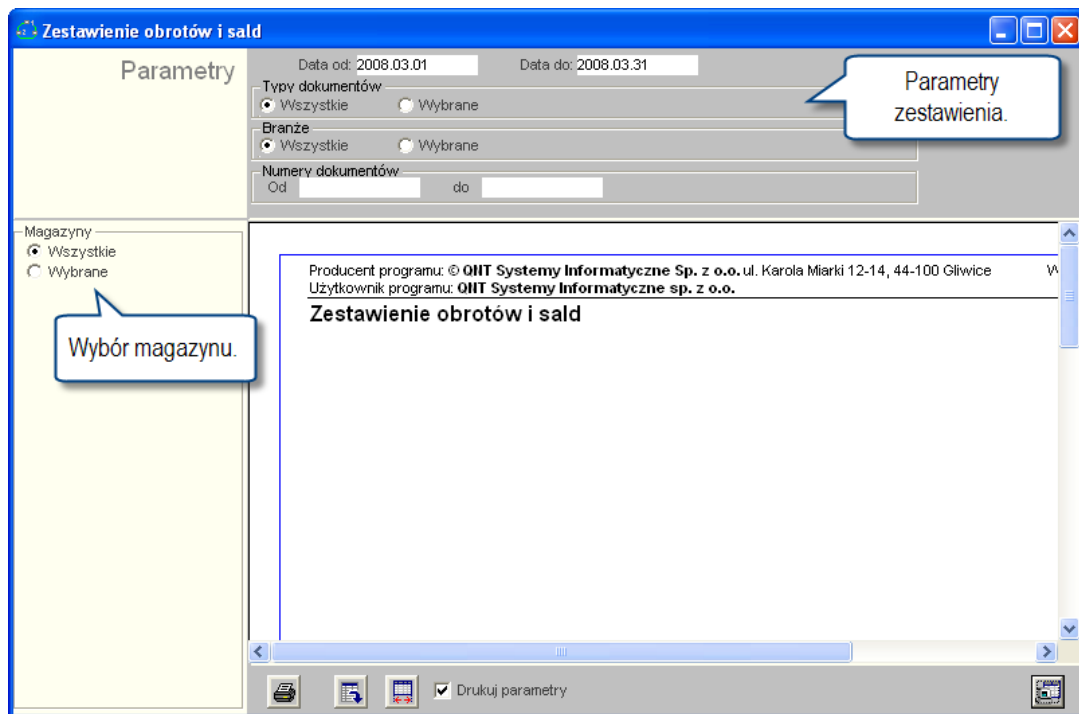 Zestawienie obrotów i sald
Parametry
Data od: 2008.03.01 Data do: 2008.03.31
Typy dokumentów
Wszystkie Wybrane
Branże
Wszystkie Wybrane
Numery dokumentów
Od do
Parametry
zestawienia.
Magazyny
Wszystkie
Wybrane
Wybór magazynu.
Producent programu: © QNT Systemy Informatyczne Sp. z o.o. ul. Karola Miarki 12-14, 44-100 Gliwice
Użytkownik programu: QNT Systemy Informatyczne sp. z o.o.
Zestawienie obrotów i sald
Drukuj parametry